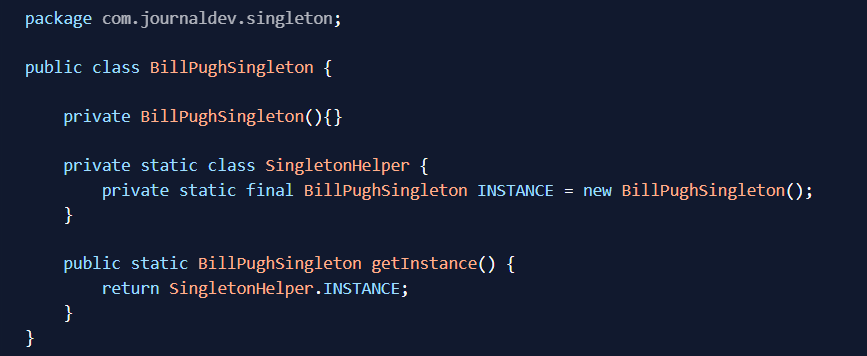 package com.journaldev.singleton;
public class BillPughSingleton {
private BillPughSingleton(){}
private static class SingletonHelper {
private static final BillPughSingleton INSTANCE = new BillPughSingleton();
}
public static BillPughSingleton getInstance() {
return SingletonHelper.INSTANCE;
}
}